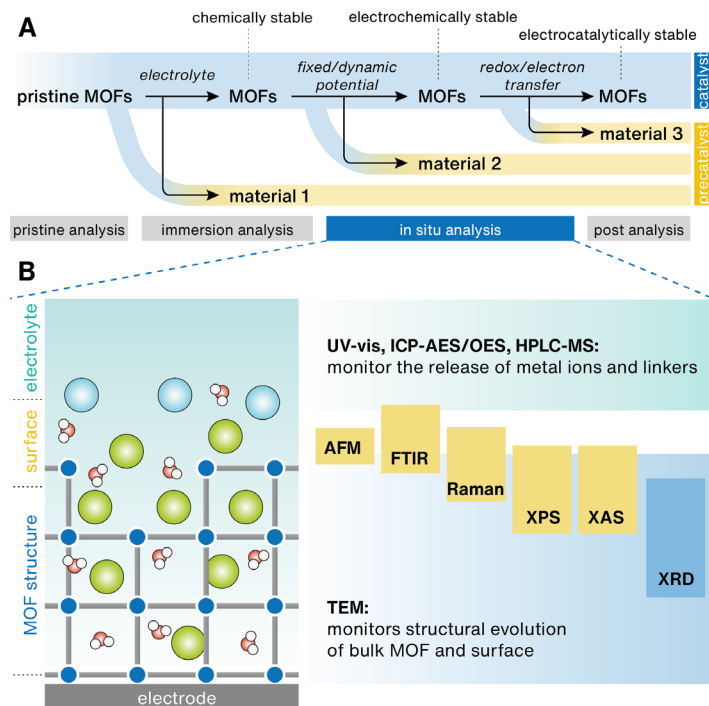 A
chemically stable
electrochemically stable
electrocatalytically stable
electrolyte
fixed/dynamic
potential
redox/electron
transfer
pristine MOFs
MOFs
MOFs
MOFs
catalyst
material 3
material 2
material 1
precatalyst
pristine analysis
immersion analysis
in situ analysis
post analysis
B
electrolyte
surface
MOF structure
electrode
UV-vis, ICP-AES/OES, HPLC-MS:
monitor the release of metal ions and linkers
AFM
FTIR
Raman
XPS
XAS
XRD
TEM:
monitors structural evolution
of bulk MOF and surface